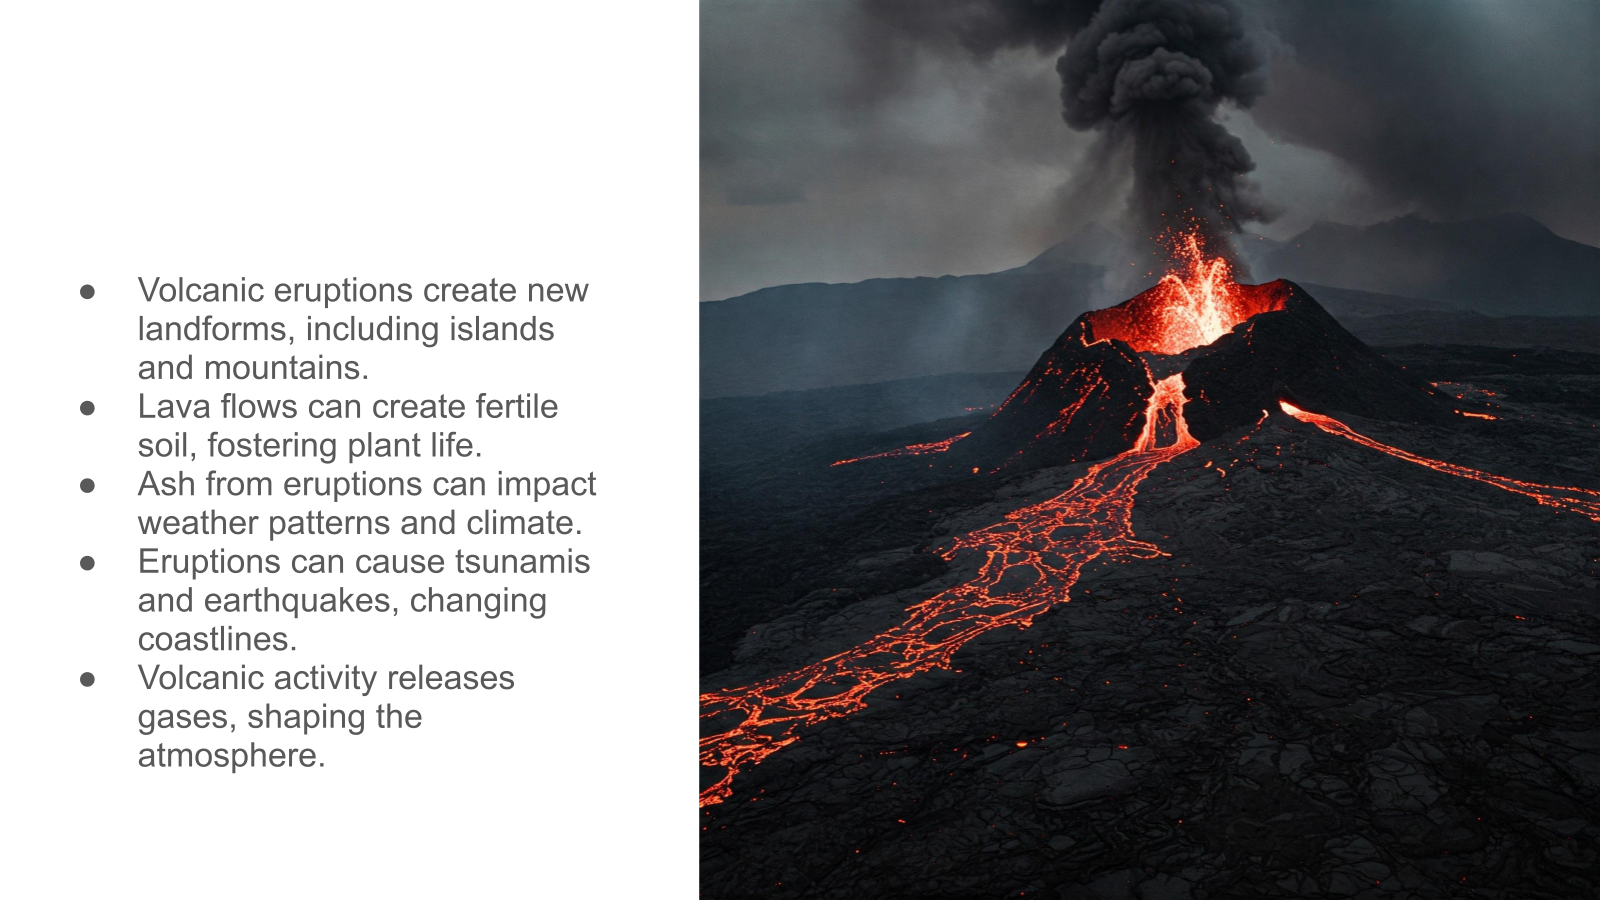 ● Volcanic eruptions create new
landforms, including islands
and mountains.
● Lava flows can create fertile
soil, fostering plant life.
● Ash from eruptions can impact
weather patterns and climate.
● Eruptions can cause tsunamis
and earthquakes, changing
coastlines.
● Volcanic activity releases
gases, shaping the
atmosphere.